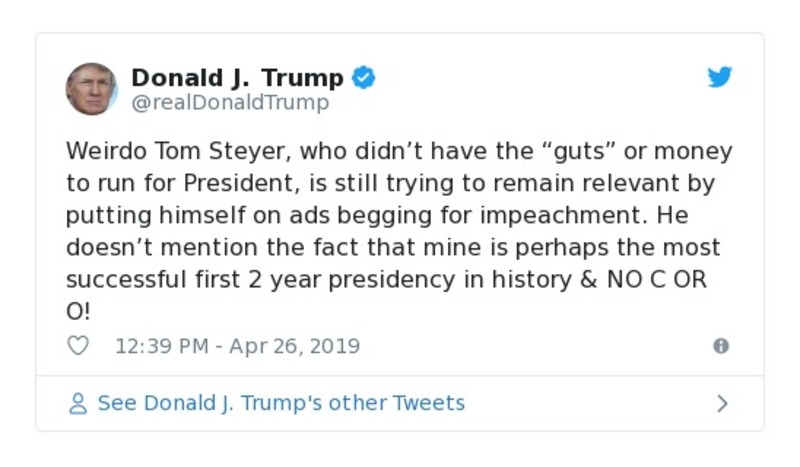 Donald J. Trump
@realDonaldTrump
Weirdo Tom Steyer, who didn’t have the “guts” or money
to run for President, is still trying to remain relevant by
putting himself on ads begging for impeachment. He
doesn’t mention the fact that mine is perhaps the most
successful first 2 year presidency in history & NO C OR
O!
12:39 PM - Apr 26, 2019
See Donald J. Trump's other Tweets